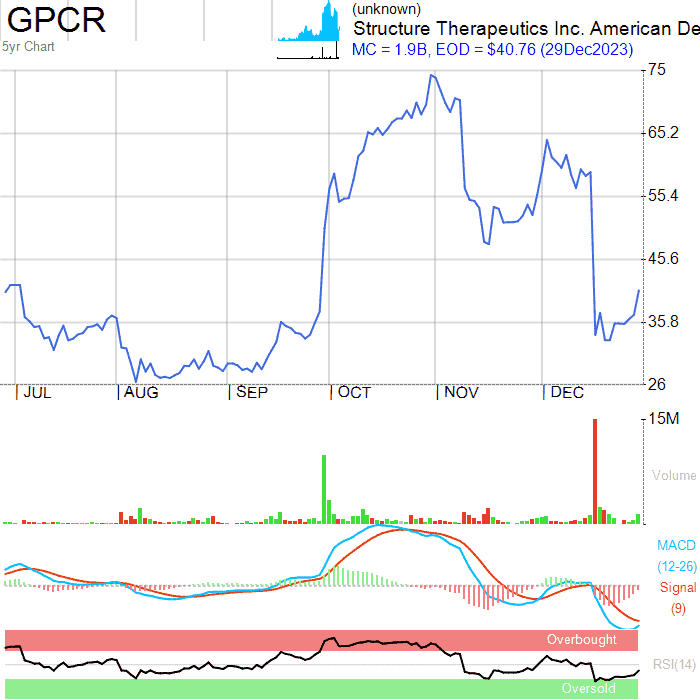 GPCR
5yr Chart
(unknown)
Structure Therapeutics Inc. American De
MC = 1.9B, EOD = $40.76 (29Dec2023)
75
65.2
55.4
45.6
35.8
26
JUL AUG SEP OCT NOV DEC
15M
Volume
MACD
(12-26)
Signal
(9)
Overbought
RSI(14)
Oversold